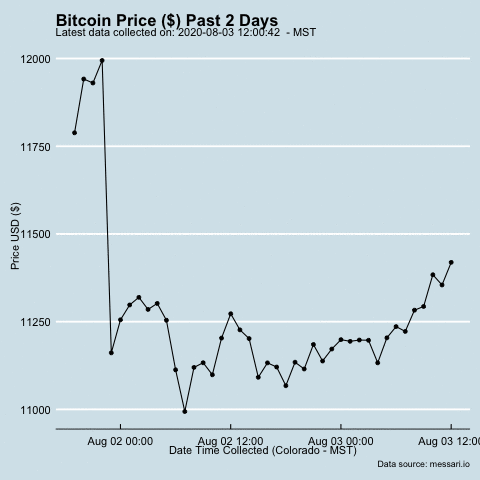 Bitcoin Price ($) Past 2 Days
Latest data collected on: 2020-08-03 12:00:42  - MST
12000
11750
11500
11250
11000
Price USD ($)
Aug 02 00:00 Aug 02 12:00 Aug 03 00:00 Aug 03 12:00
Date Time Collected (Colorado - MST)
Data source: messari.io